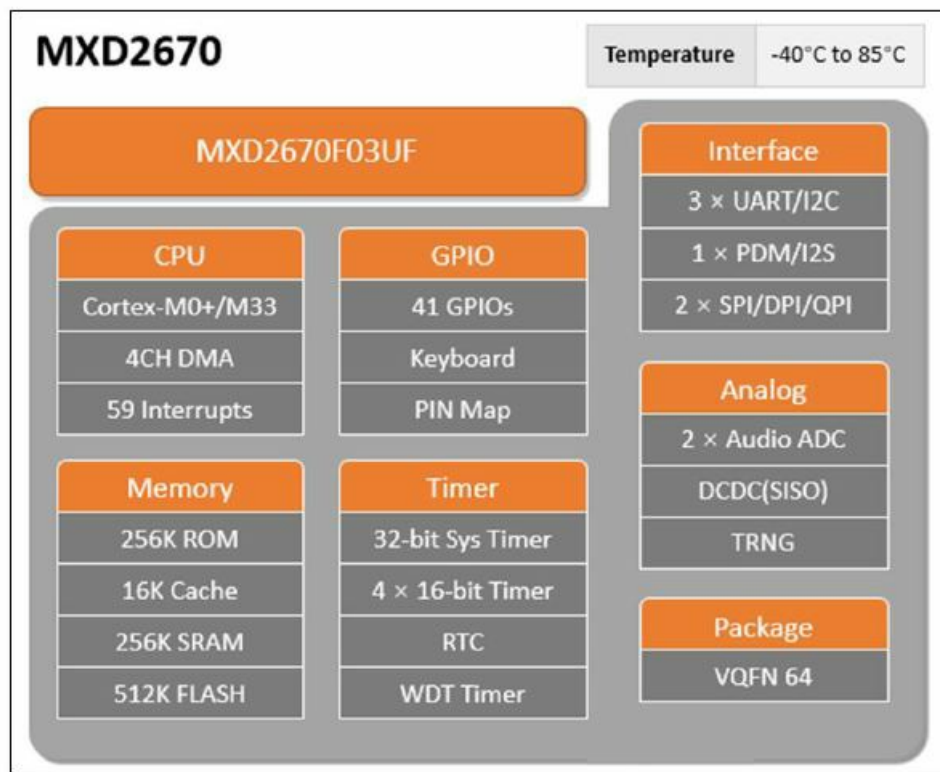 MXD2670
Temperature -40°C to 85°C
MXD2670F03UF
CPU
Cortex-M0+/M33
4CH DMA
59 Interrupts
GPIO
41 GPIOs
Keyboard
PIN Map
Memory
256K ROM
16K Cache
256K SRAM
512K FLASH
Timer
32-bit Sys Timer
4 × 16-bit Timer
RTC
WDT Timer
Interface
3 × UART/I2C
1 × PDM/I2S
2 × SPI/DPI/QPI
Analog
2 × Audio ADC
DCDC(SISO)
TRNG
Package
VQFN 64